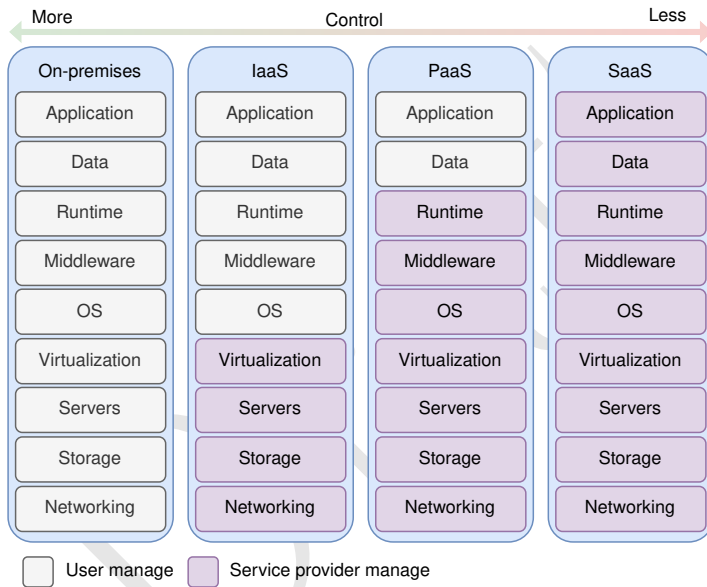 More Control Less
On-premises IaaS PaaS SaaS
Application Application Application Application
Data Data Data Data
Runtime Runtime Runtime Runtime
Middleware Middleware Middleware Middleware
OS OS OS OS
Virtualization Virtualization Virtualization Virtualization
Servers Servers Servers Servers
Storage Storage Storage Storage
Networking Networking Networking Networking
User manage Service provider manage